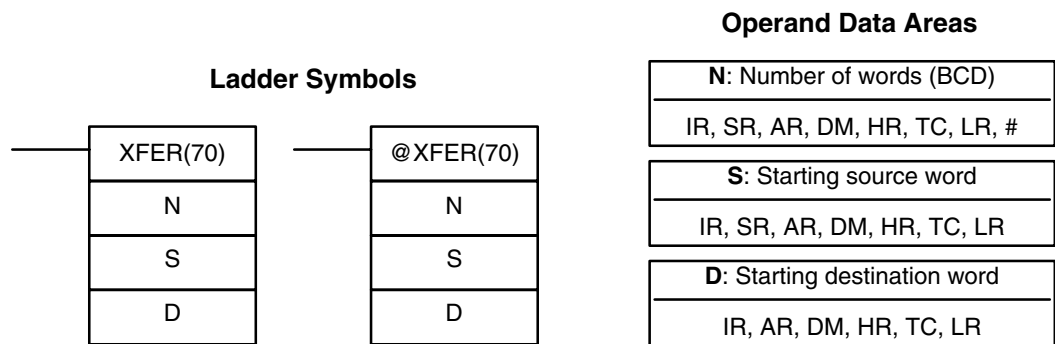 Ladder Symbols
XFER(70)
N
S
D
@XFER(70)
N
S
D
Operand Data Areas
N: Number of words (BCD)
IR, SR, AR, DM, HR, TC, LR, #
S: Starting source word
IR, SR, AR, DM, HR, TC, LR
D: Starting destination word
IR, AR, DM, HR, TC, LR